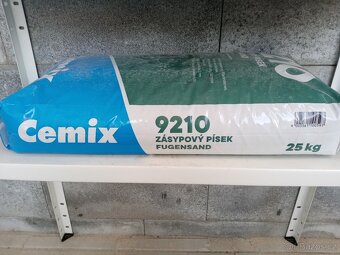 Cemix
9210
ZÁSYPOVÝ PÍSEK
FUGENSAND
25 kg